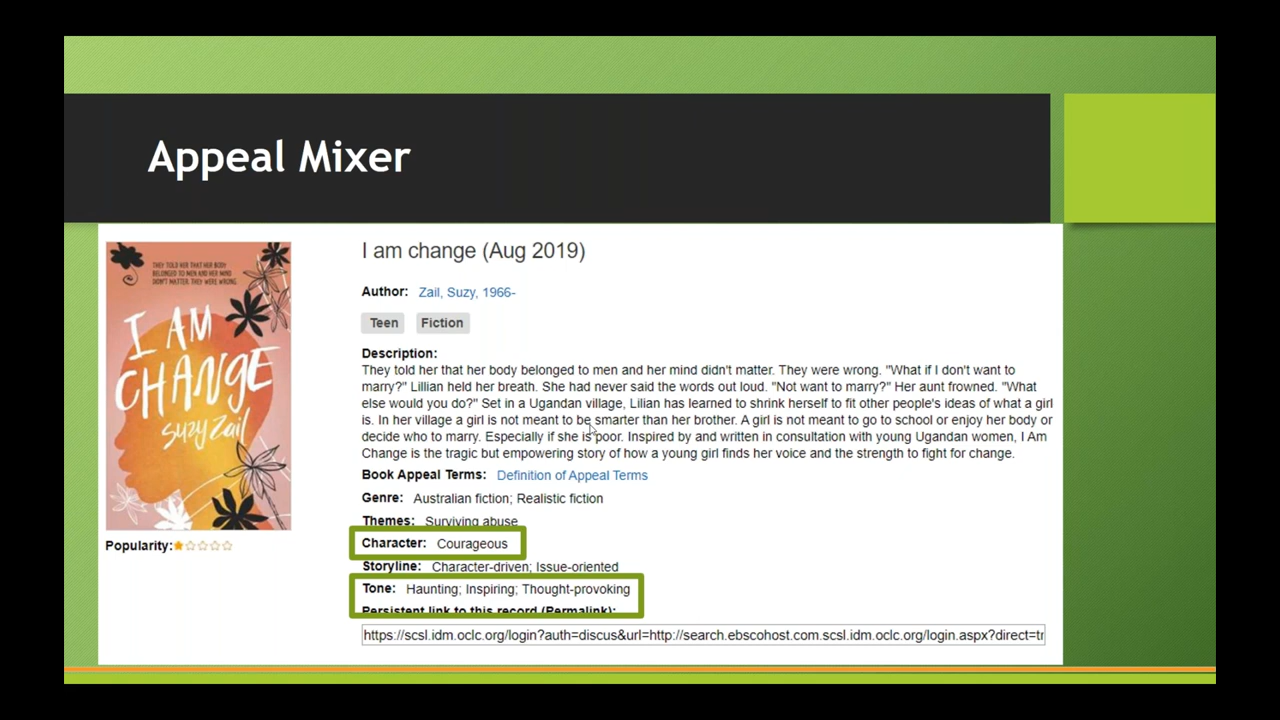 Appeal Mixer
THEY TOLD HER THAT HER BODY
BELONGED TO MEN AND HER MIND
DIDN'T MATTER. THEY WERE WRONG.
I AM
CHANGE
SUZY Zail
Popularity:
I am change (Aug 2019)
Author: Zail, Suzy, 1966-
Teen Fiction
Description:
They told her that her body belonged to men and her mind didn't matter. They were wrong. "What if I don't want to
marry?" Lillian held her breath. She had never said the words out loud. "Not want to marry?" Her aunt frowned. "What
else would you do?" Set in a Ugandan village, Lilian has learned to shrink herself to fit other people's ideas of what a girl
is. In her village a girl is not meant to be smarter than her brother. A girl is not meant to go to school or enjoy her body or
decide who to marry. Especially if she is poor. Inspired by and written in consultation with young Ugandan women, I Am
Change is the tragic but empowering story of how a young girl finds her voice and the strength to fight for change.
Book Appeal Terms: Definition of Appeal Terms
Genre: Australian fiction; Realistic fiction
Themes: Surviving abuse
Character: Courageous
Storyline: Character-driven; Issue-oriented
Tone: Haunting; Inspiring; Thought-provoking
Persistent link to this record (Permalink):
https://scsl.idm.oclc.org/login?auth=discus&url=http://search.ebscohost.com.scsl.idm.oclc.org/login.aspx?direct=tr